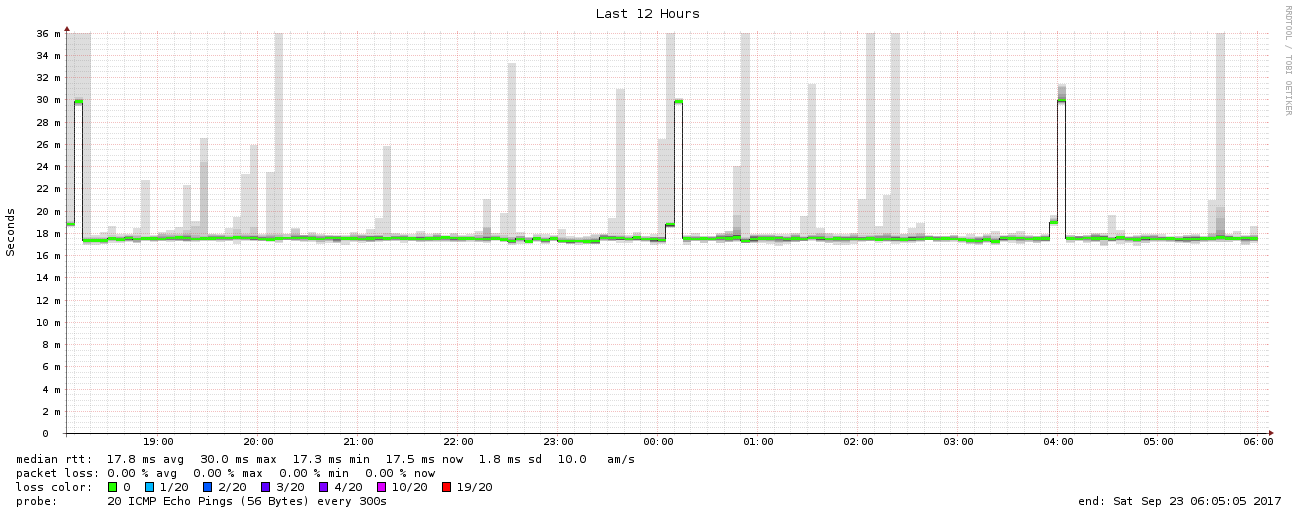 Last 12 Hours
RRDTOOL / TOBI OETIKER
Seconds
36 m
34 m
32 m
30 m
28 m
26 m
24 m
22 m
20 m
18 m
16 m
14 m
12 m
10 m
8 m
6 m
4 m
2 m
0
19:00 20:00 21:00 22:00 23:00 00:00 01:00 02:00 03:00 04:00 05:00 06:00
median rtt: 17.8 ms avg 30.0 ms max 17.3 ms min 17.5 ms now 1.8 ms sd 10.0 am/s
packet loss: 0.00 % avg 0.00 % max 0.00 % min 0.00 % now
loss color: 0 1/20 2/20 3/20 4/20 10/20 19/20
probe: 20 ICMP Echo Pings (56 Bytes) every 300s end: Sat Sep 23 06:05:05 2017